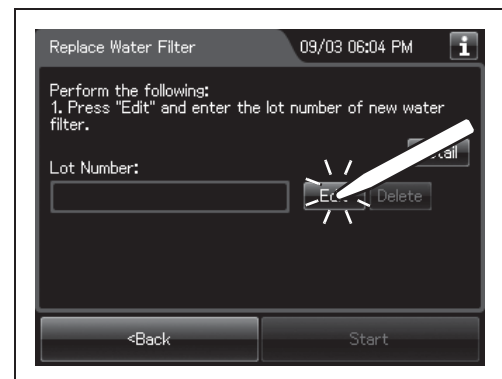 Replace Water Filter 09/03 06:04 PM i
Perform the following:
1. Press "Edit" and enter the lot number of new water
filter.
Lot Number:
Delete
<Back Start